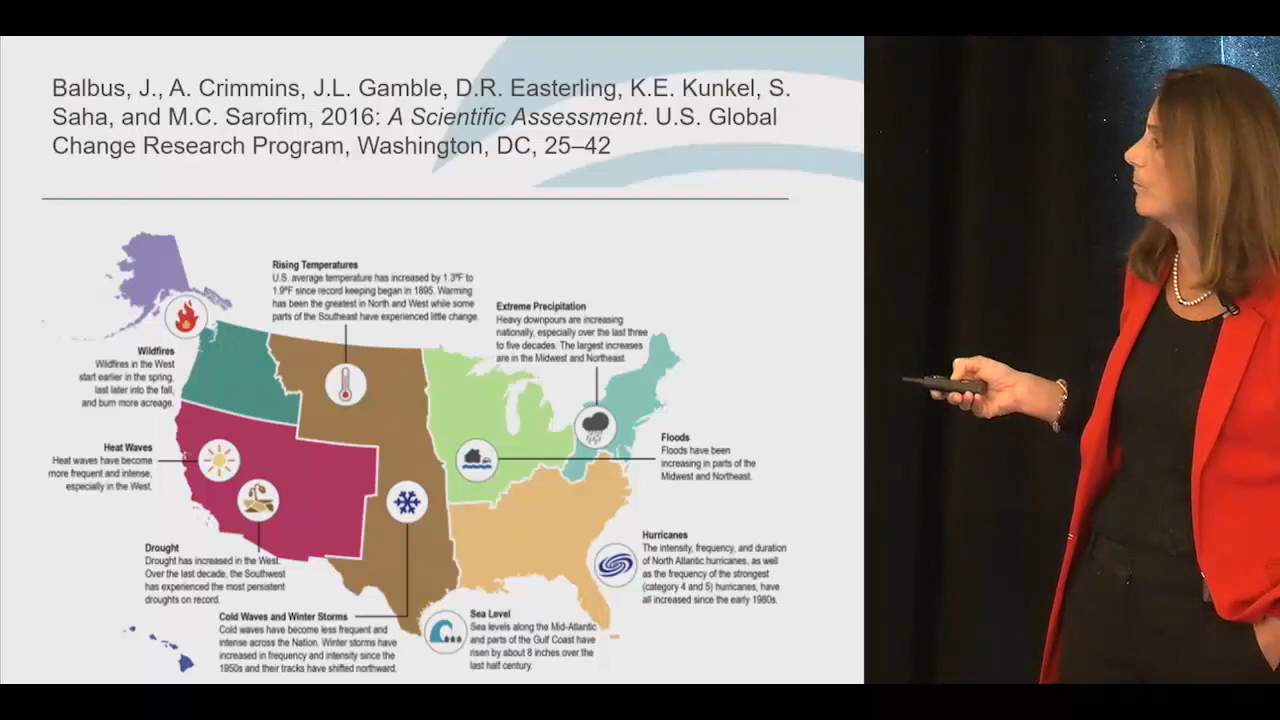 Balbus, J., A. Crimmins, J.L. Gamble, D.R. Easterling, K.E. Kunkel, S.
Saha, and M.C. Sarofim, 2016: A Scientific Assessment. U.S. Global
Change Research Program, Washington, DC, 25–42
Rising Temperatures
U.S. average temperature has increased by 1.3ºF to
1.9ºF since record keeping began in 1895. Warming
has been the greatest in North and West while some
parts of the Southeast have experienced little change.
Extreme Precipitation
Heavy downpours are increasing
nationally, especially over the last three
to five decades. The largest increases
are in the Midwest and Northeast.
Wildfires
Wildfires in the West
start earlier in the spring,
last later into the fall,
and burn more acreage.
Heat Waves
Heat waves have become
more frequent and intense,
especially in the West.
Floods
Floods have been
increasing in parts of the
Midwest and Northeast.
Drought
Drought has increased in the West.
Over the last decade, the Southwest
has experienced the most persistent
droughts on record.
Hurricanes
The intensity, frequency, and duration
of North Atlantic hurricanes, as well
as the frequency of the strongest
(category 4 and 5) hurricanes, have
all increased since the early 1980s.
Cold Waves and Winter Storms
Cold waves have become less frequent and
intense across the Nation. Winter storms have
increased in frequency and intensity since the
1950s and their tracks have shifted northward.
Sea Level
Sea levels along the Mid-Atlantic
and parts of the Gulf Coast have
risen by about 8 inches over the
last half century.